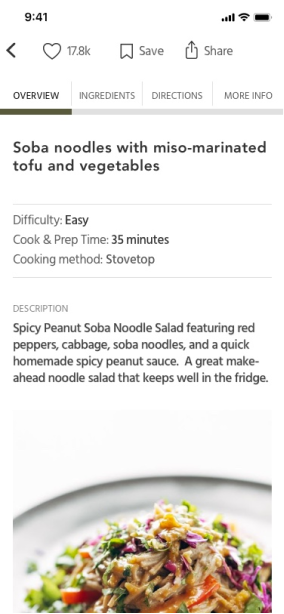 9:41
17.8k Save Share
OVERVIEW INGREDIENTS DIRECTIONS MORE INFO
Soba noodles with miso-marinated
tofu and vegetables
Difficulty: Easy
Cook & Prep Time: 35 minutes
Cooking method: Stovetop
DESCRIPTION
Spicy Peanut Soba Noodle Salad featuring red
peppers, cabbage, soba noodles, and a quick
homemade spicy peanut sauce. A great make-
ahead noodle salad that keeps well in the fridge.